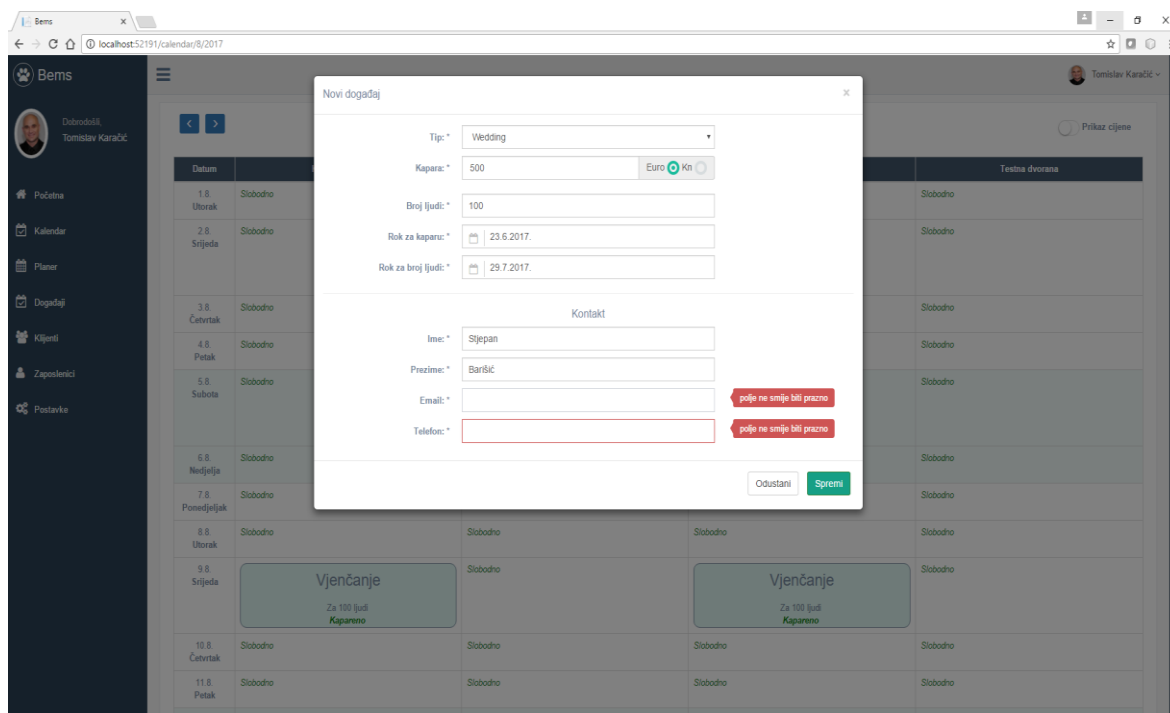 Bems
localhost:52191/calendar/8/2017
Bems
Tomislav Karačić
Dobrodošli,
Tomislav Karačić
Početna
Kalendar
Planer
Događaji
Klijenti
Zaposlenici
Postavke
Prikaz cijene
Novi događaj
Tip: * Wedding
Kapara: * 500 Euro Kn
Broj ljudi: * 100
Rok za kaparu: * 23.6.2017.
Rok za broj ljudi: * 29.7.2017.
Kontakt
Ime: * Stjepan
Prezime: * Barišić
Email: * polje ne smije biti prazno
Telefon: * polje ne smije biti prazno
Odustani Spremi
Datum Testna dvorana
1.8. Slobodno Slobodno
Utorak
2.8. Slobodno Slobodno
Srijeda
3.8. Slobodno Slobodno
Četvrtak
4.8. Slobodno Slobodno
Petak
5.8. Slobodno Slobodno
Subota
6.8. Slobodno Slobodno
Nedjelja
7.8. Slobodno Slobodno
Ponedjeljak
8.8. Slobodno Slobodno Slobodno Slobodno
Utorak
9.8. Slobodno Slobodno
Srijeda
Vjenčanje Vjenčanje
Za 100 ljudi Za 100 ljudi
Kapareno Kapareno
10.8. Slobodno Slobodno Slobodno Slobodno
Četvrtak
11.8. Slobodno Slobodno Slobodno Slobodno
Petak